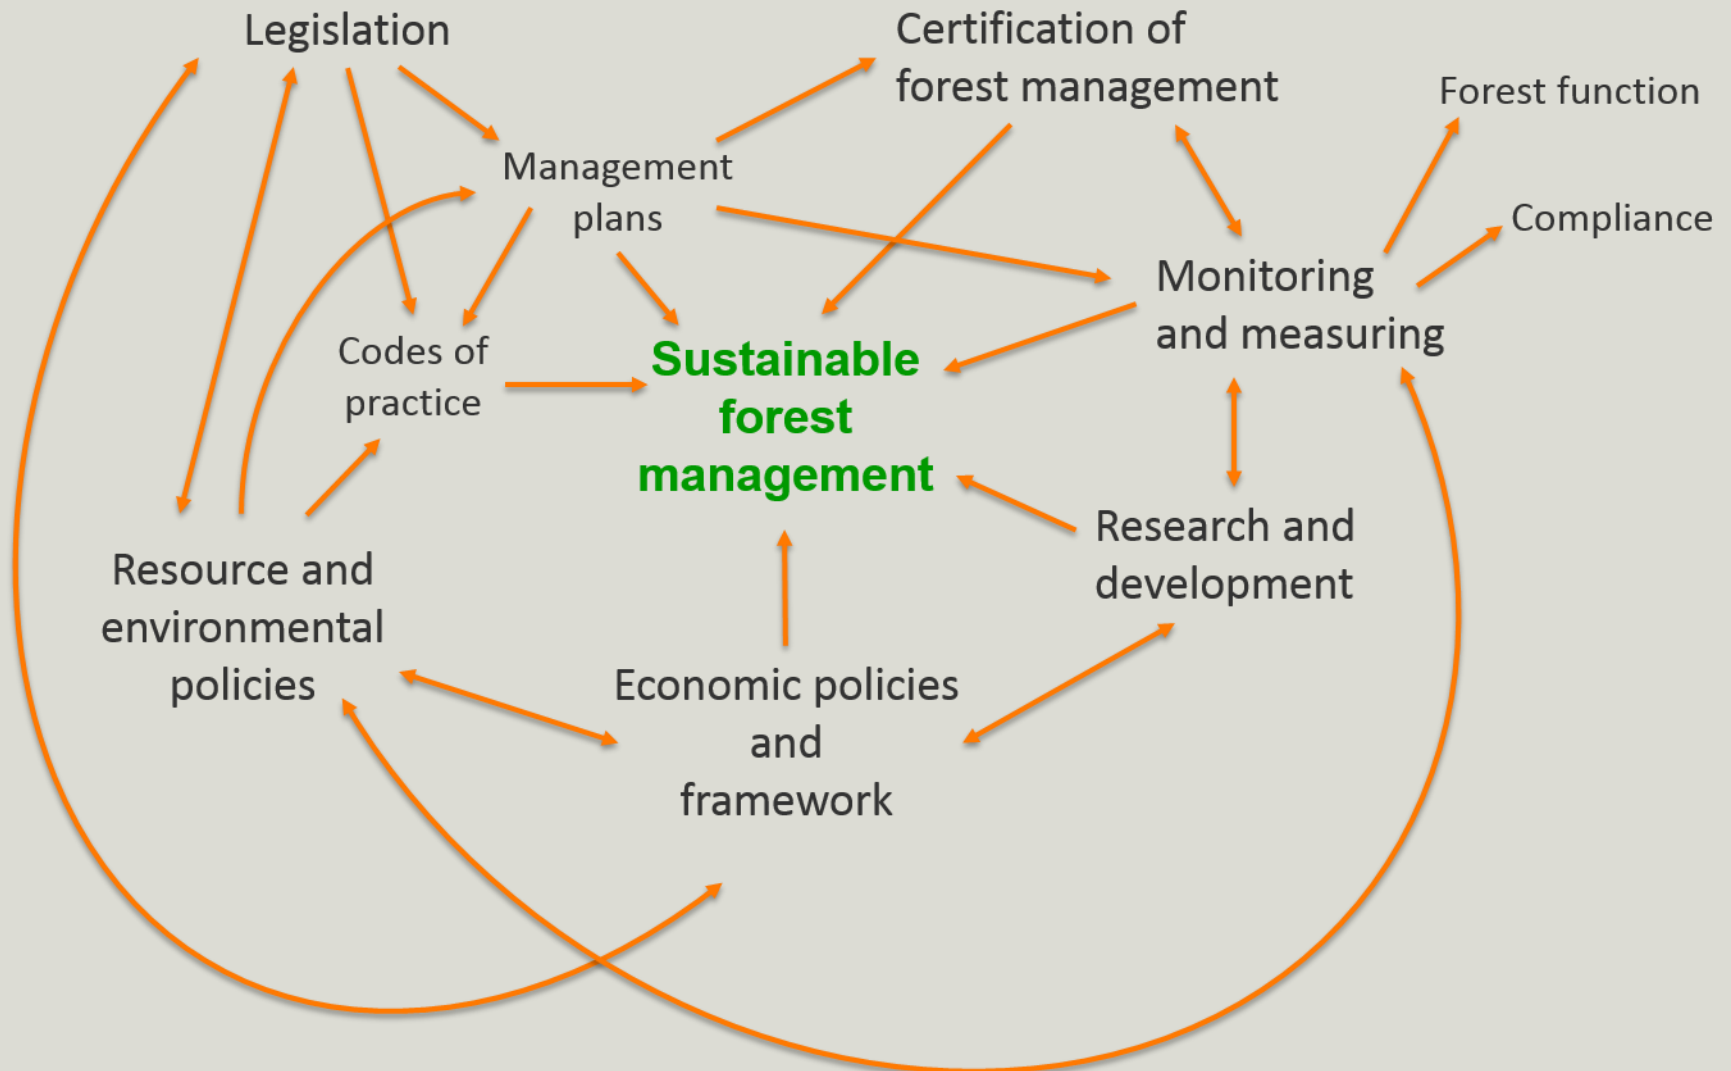 Legislation
Certification of
forest management
Forest function
Management
plans
Compliance
Monitoring
and measuring
Codes of
practice
Sustainable
forest
management
Research and
development
Resource and
environmental
policies
Economic policies
and
framework